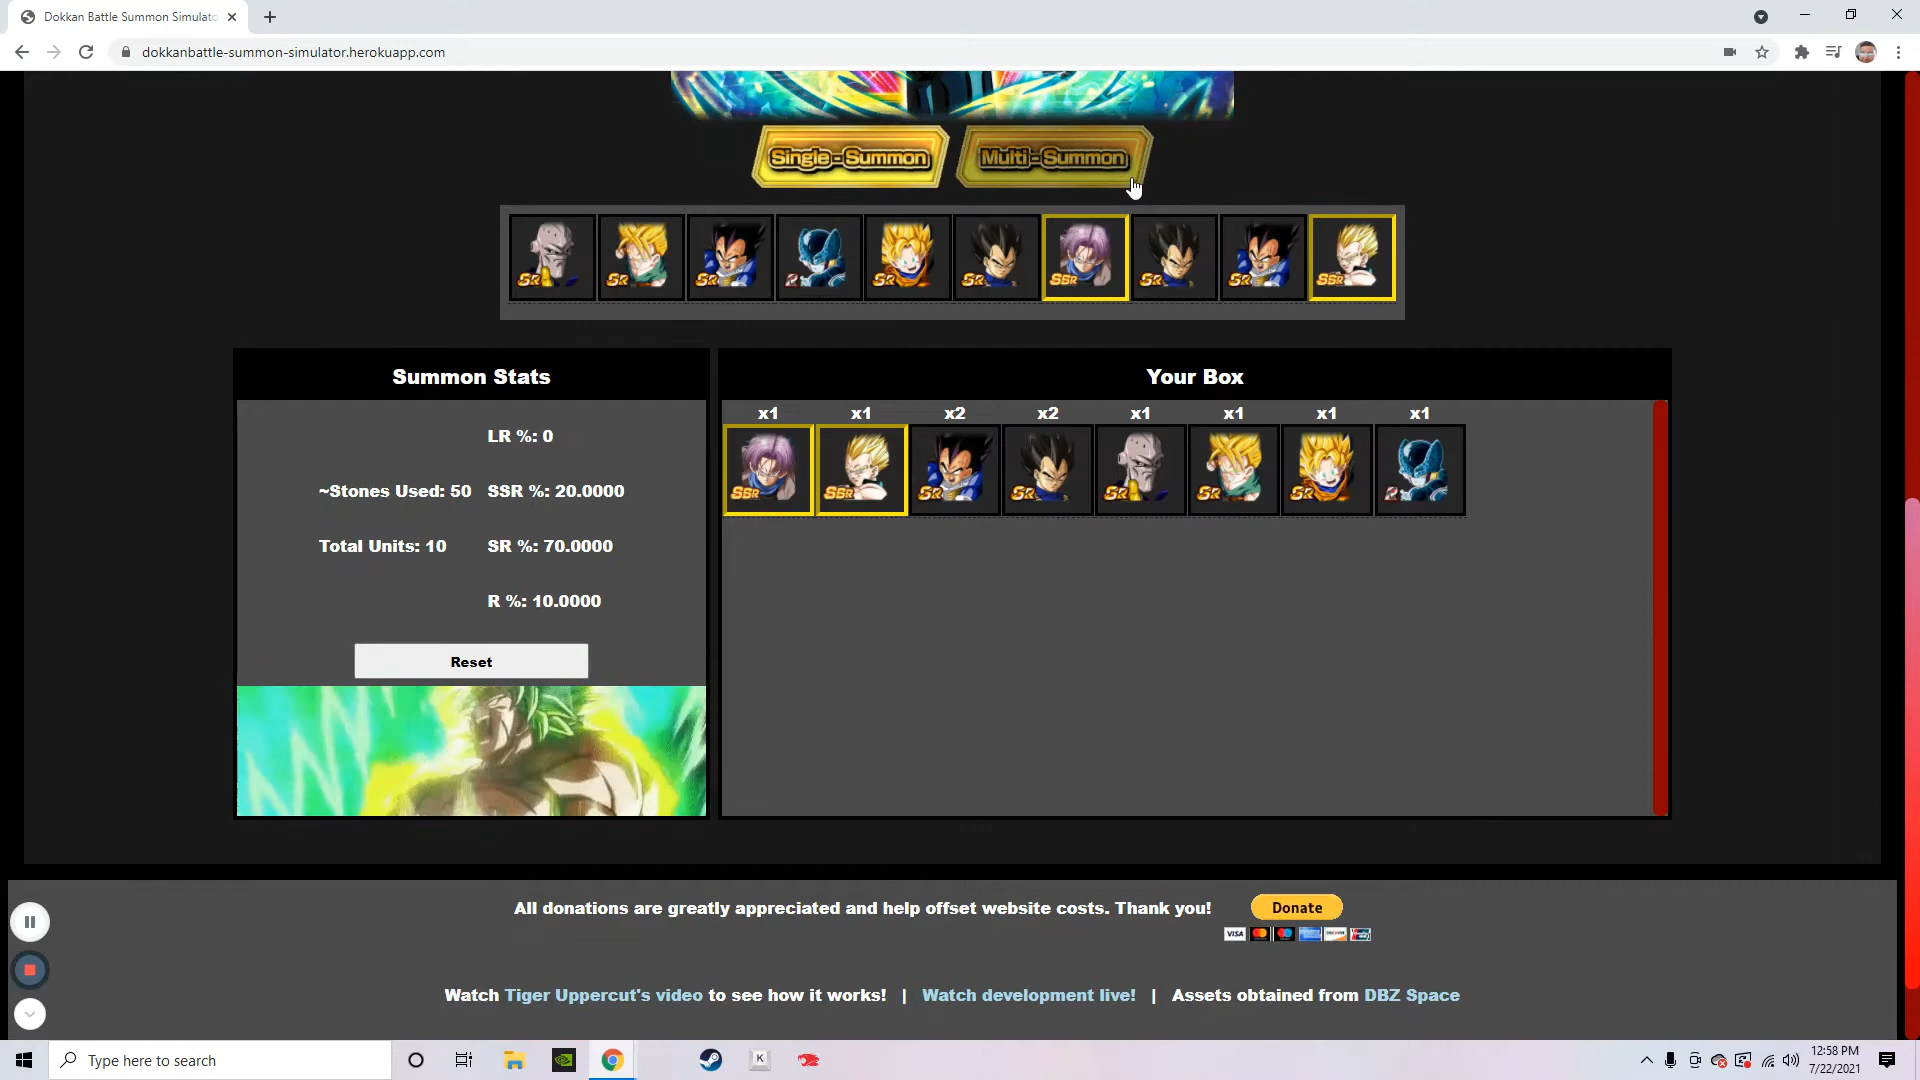 Dokkan Battle Summon Simulato
dokkanbattle-summon-simulator.herokuapp.com
Single - Summon
Multi - Summon
SR
SR
SR
R
SR
SR
SSR
SR
SR
SSR
Summon Stats
LR %: 0
~Stones Used: 50 SSR %: 20.0000
Total Units: 10 SR %: 70.0000
R %: 10.0000
Reset
Your Box
x1 x1 x2 x2 x1 x1 x1 x1
SSR SSR SR SR SR SR SR R
All donations are greatly appreciated and help offset website costs. Thank you!
Donate
VISA
Watch Tiger Uppercut's video to see how it works! | Watch development live! | Assets obtained from DBZ Space
Type here to search
K
12:58 PM
7/22/2021